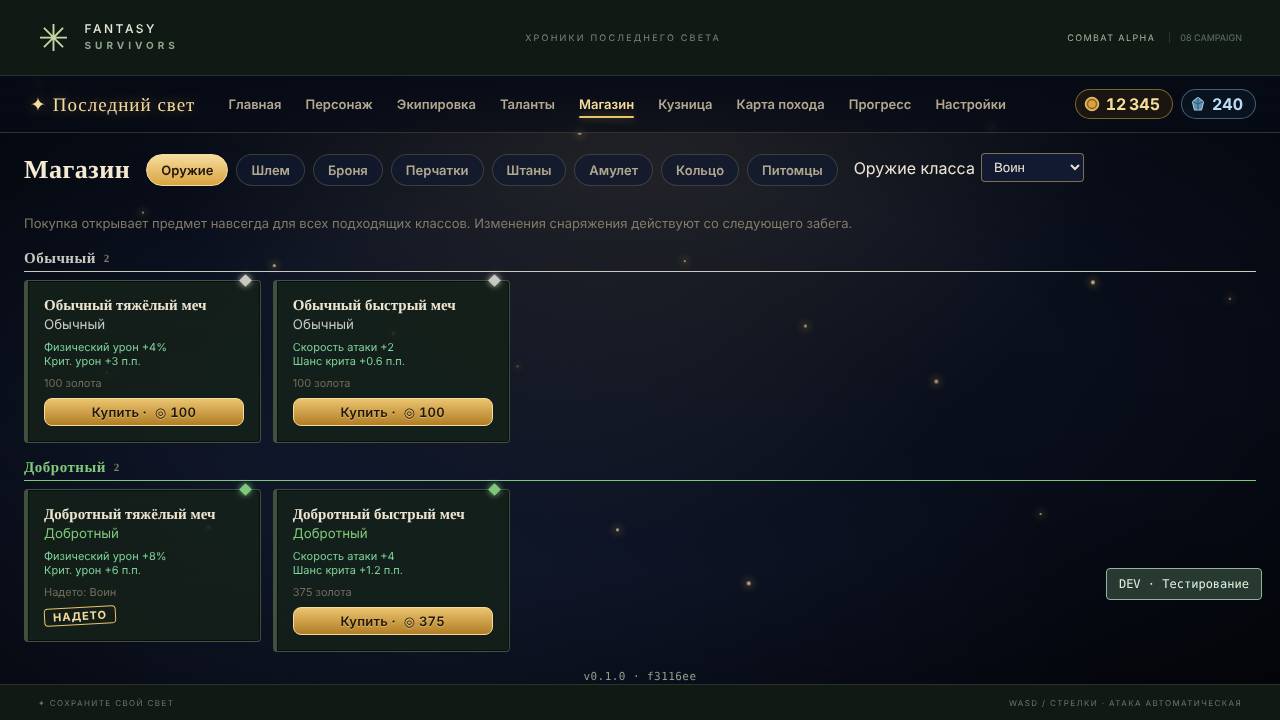 FANTASY
SURVIVORS
ХРОНИКИ ПОСЛЕДНЕГО СВЕТА
COMBAT ALPHA
08 CAMPAIGN
✦ Последний свет
Главная
Персонаж
Экипировка
Таланты
Магазин
Кузница
Карта похода
Прогресс
Настройки
12 345
240
Магазин
Оружие
Шлем
Броня
Перчатки
Штаны
Амулет
Кольцо
Питомцы
Оружие класса
Воин
Покупка открывает предмет навсегда для всех подходящих классов. Изменения снаряжения действуют со следующего забега.
Обычный 2
Обычный тяжёлый меч
Обычный
Физический урон +4%
Крит. урон +3 п.п.
100 золота
Купить · ◎ 100
Обычный быстрый меч
Обычный
Скорость атаки +2
Шанс крита +0.6 п.п.
100 золота
Купить · ◎ 100
Добротный 2
Добротный тяжёлый меч
Добротный
Физический урон +8%
Крит. урон +6 п.п.
Надето: Воин
НАДЕТО
Добротный быстрый меч
Добротный
Скорость атаки +4
Шанс крита +1.2 п.п.
375 золота
Купить · ◎ 375
DEV · Тестирование
v0.1.0 · f3116ee
✦ СОХРАНИТЕ СВОЙ СВЕТ
WASD / СТРЕЛКИ · АТАКА АВТОМАТИЧЕСКАЯ